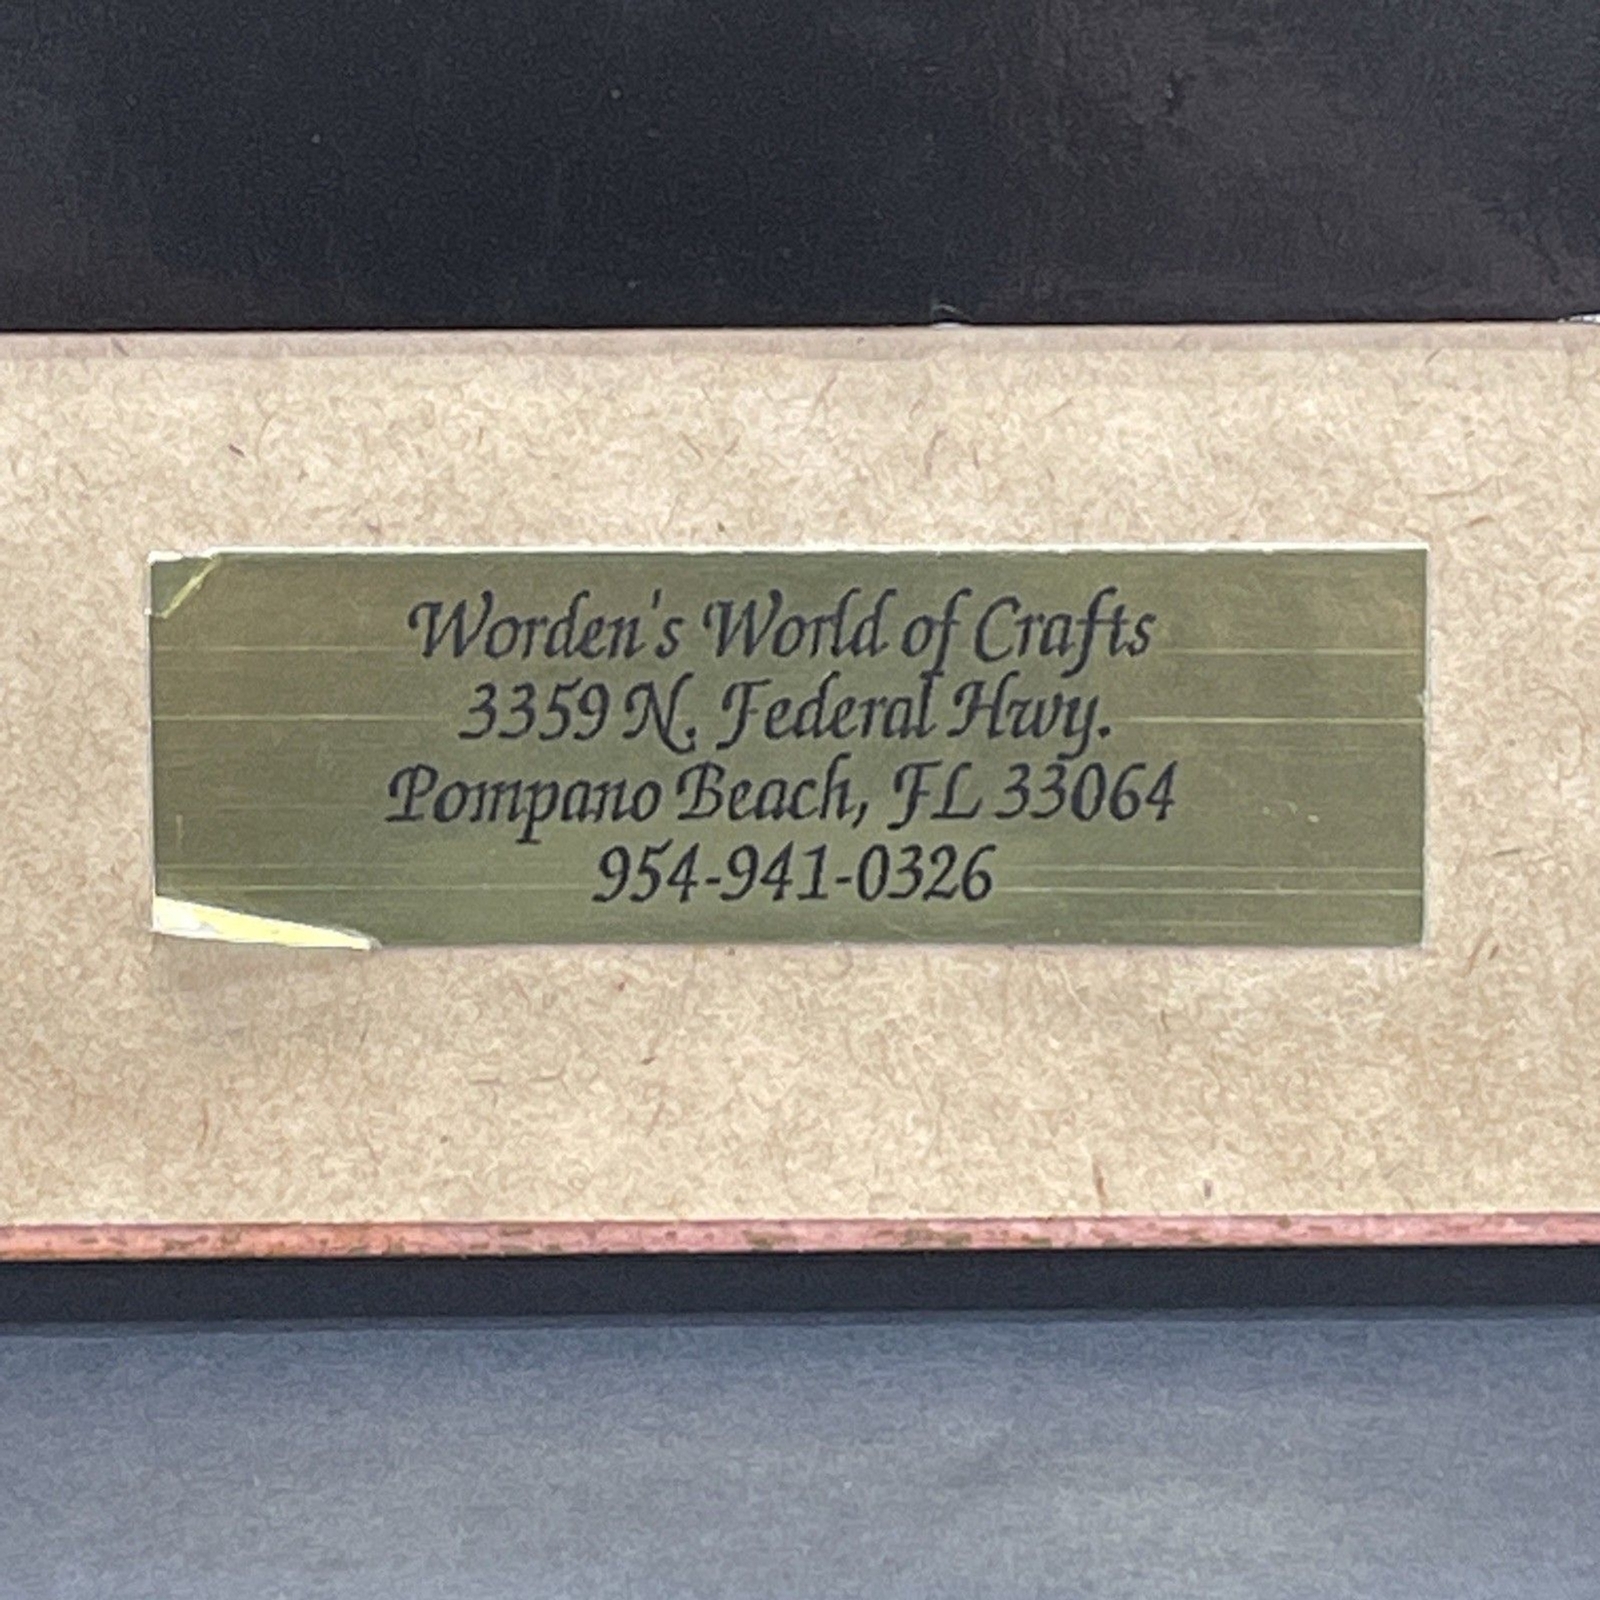 Worden's World of Crafts
3359 N. Federal Hwy.
Pompano Beach, FL 33064
954-941-0326